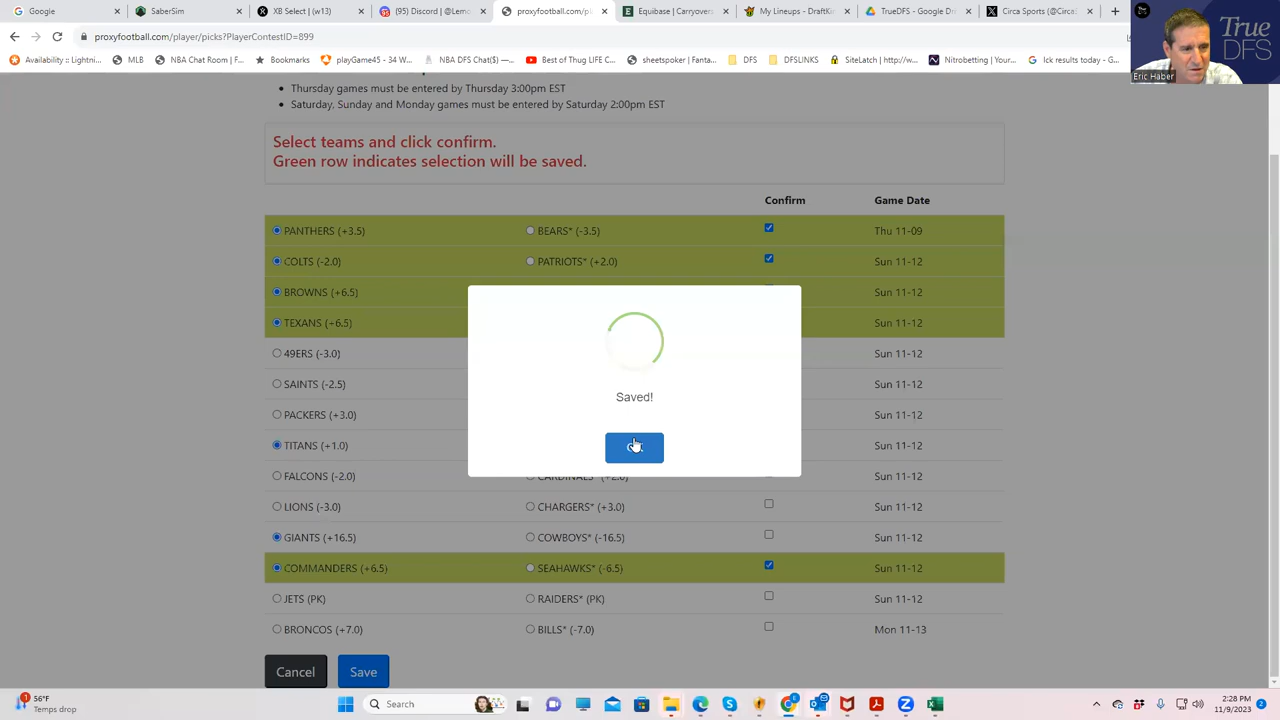 Google
SaberSim
XB Select | (w13)
(95) Discord | @Lemo
proxyfootball.com/player/pic
Equibase | Carryovers
My Lineups - DraftKi
TrueDFS - Google Dr
Circa Sports (@Circa
proxyfootball.com/player/picks?PlayerContestID=899
Availability :: Lightni...
MLB
NBA Chat Room | F...
Bookmarks
playGame45 - 34 W...
NBA DFS Chat($) -...
Best of Thug LIFE C...
sheetspoker | Fanta...
DFS
DFSLINKS
SiteLatch | http://w...
Nitrobetting | Your...
Ick results today - G...
True
DFS
Eric Haber
Thursday games must be entered by Thursday 3:00pm EST
Saturday, Sunday and Monday games must be entered by Saturday 2:00pm EST
Select teams and click confirm.
Green row indicates selection will be saved.
Confirm Game Date
PANTHERS (+3.5) BEARS* (-3.5) Thu 11-09
COLTS (-2.0) PATRIOTS* (+2.0) Sun 11-12
BROWNS (+6.5) Sun 11-12
TEXANS (+6.5) Sun 11-12
49ERS (-3.0) Sun 11-12
SAINTS (-2.5) Sun 11-12
PACKERS (+3.0) Sun 11-12
TITANS (+1.0) Sun 11-12
FALCONS (-2.0) CARDINALS* (+2.0) Sun 11-12
LIONS (-3.0) CHARGERS* (+3.0) Sun 11-12
GIANTS (+16.5) COWBOYS* (-16.5) Sun 11-12
COMMANDERS (+6.5) SEAHAWKS* (-6.5) Sun 11-12
JETS (PK) RAIDERS* (PK) Sun 11-12
BRONCOS (+7.0) BILLS* (-7.0) Mon 11-13
Saved!
Cancel Save
56°F
Temps drop
Search
2:28 PM
11/9/2023